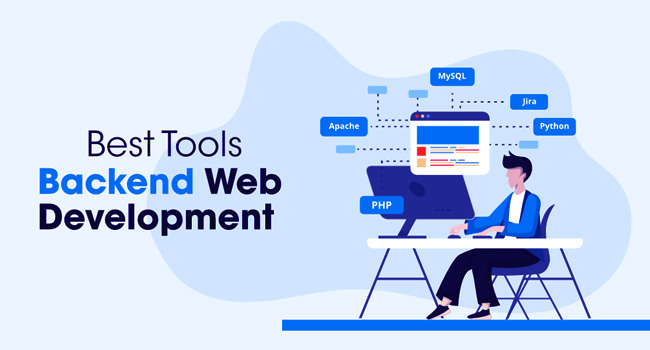 Best Tools
Backend Web
Development
MySQL
Jira
Apache
Python
PHP